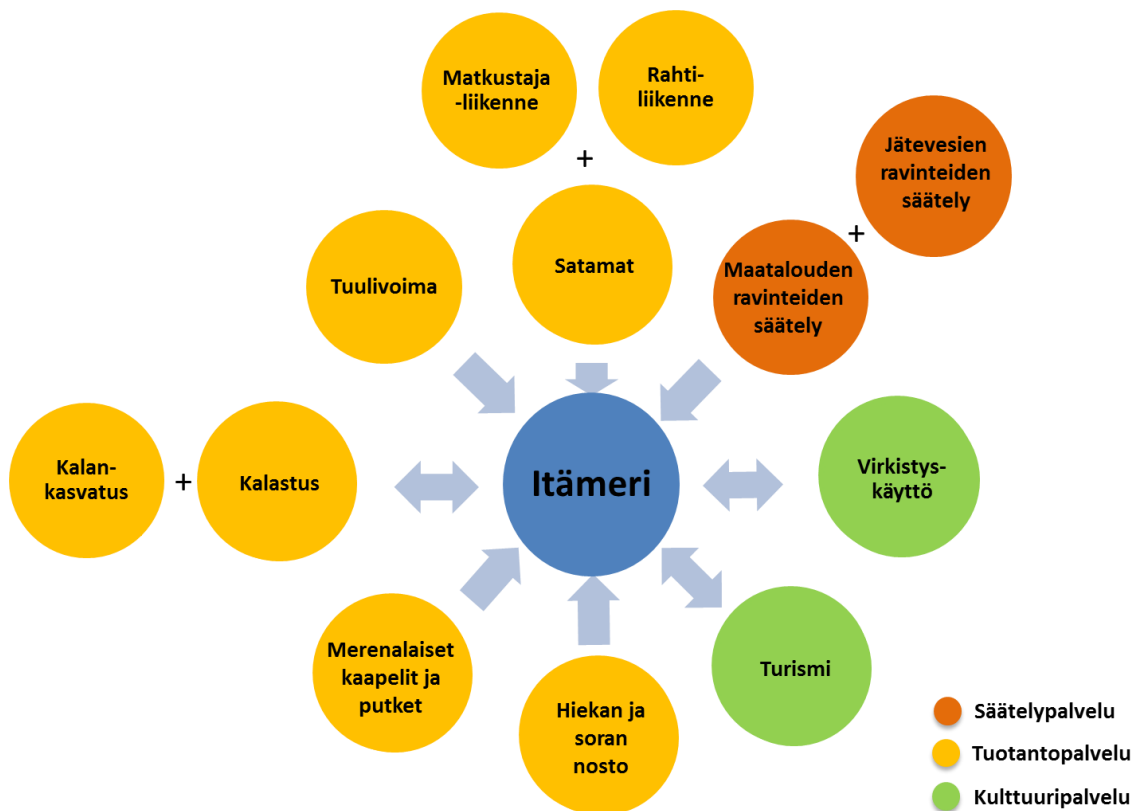 Matkustaja
-liikenne
Rahti-
liikenne
+
Jätevesien
ravinteiden
säätely
+
Maatalouden
ravinteiden
säätely
Satamat
Tuulivoima
Kalan-
kasvatus
+
Kalastus
Itämeri
Virkistys-
käyttö
Merenalaiset
kaapelit ja
putket
Hiekan ja
soran
nosto
Turismi
Säätelypalvelu
Tuotantopalvelu
Kulttuuripalvelu